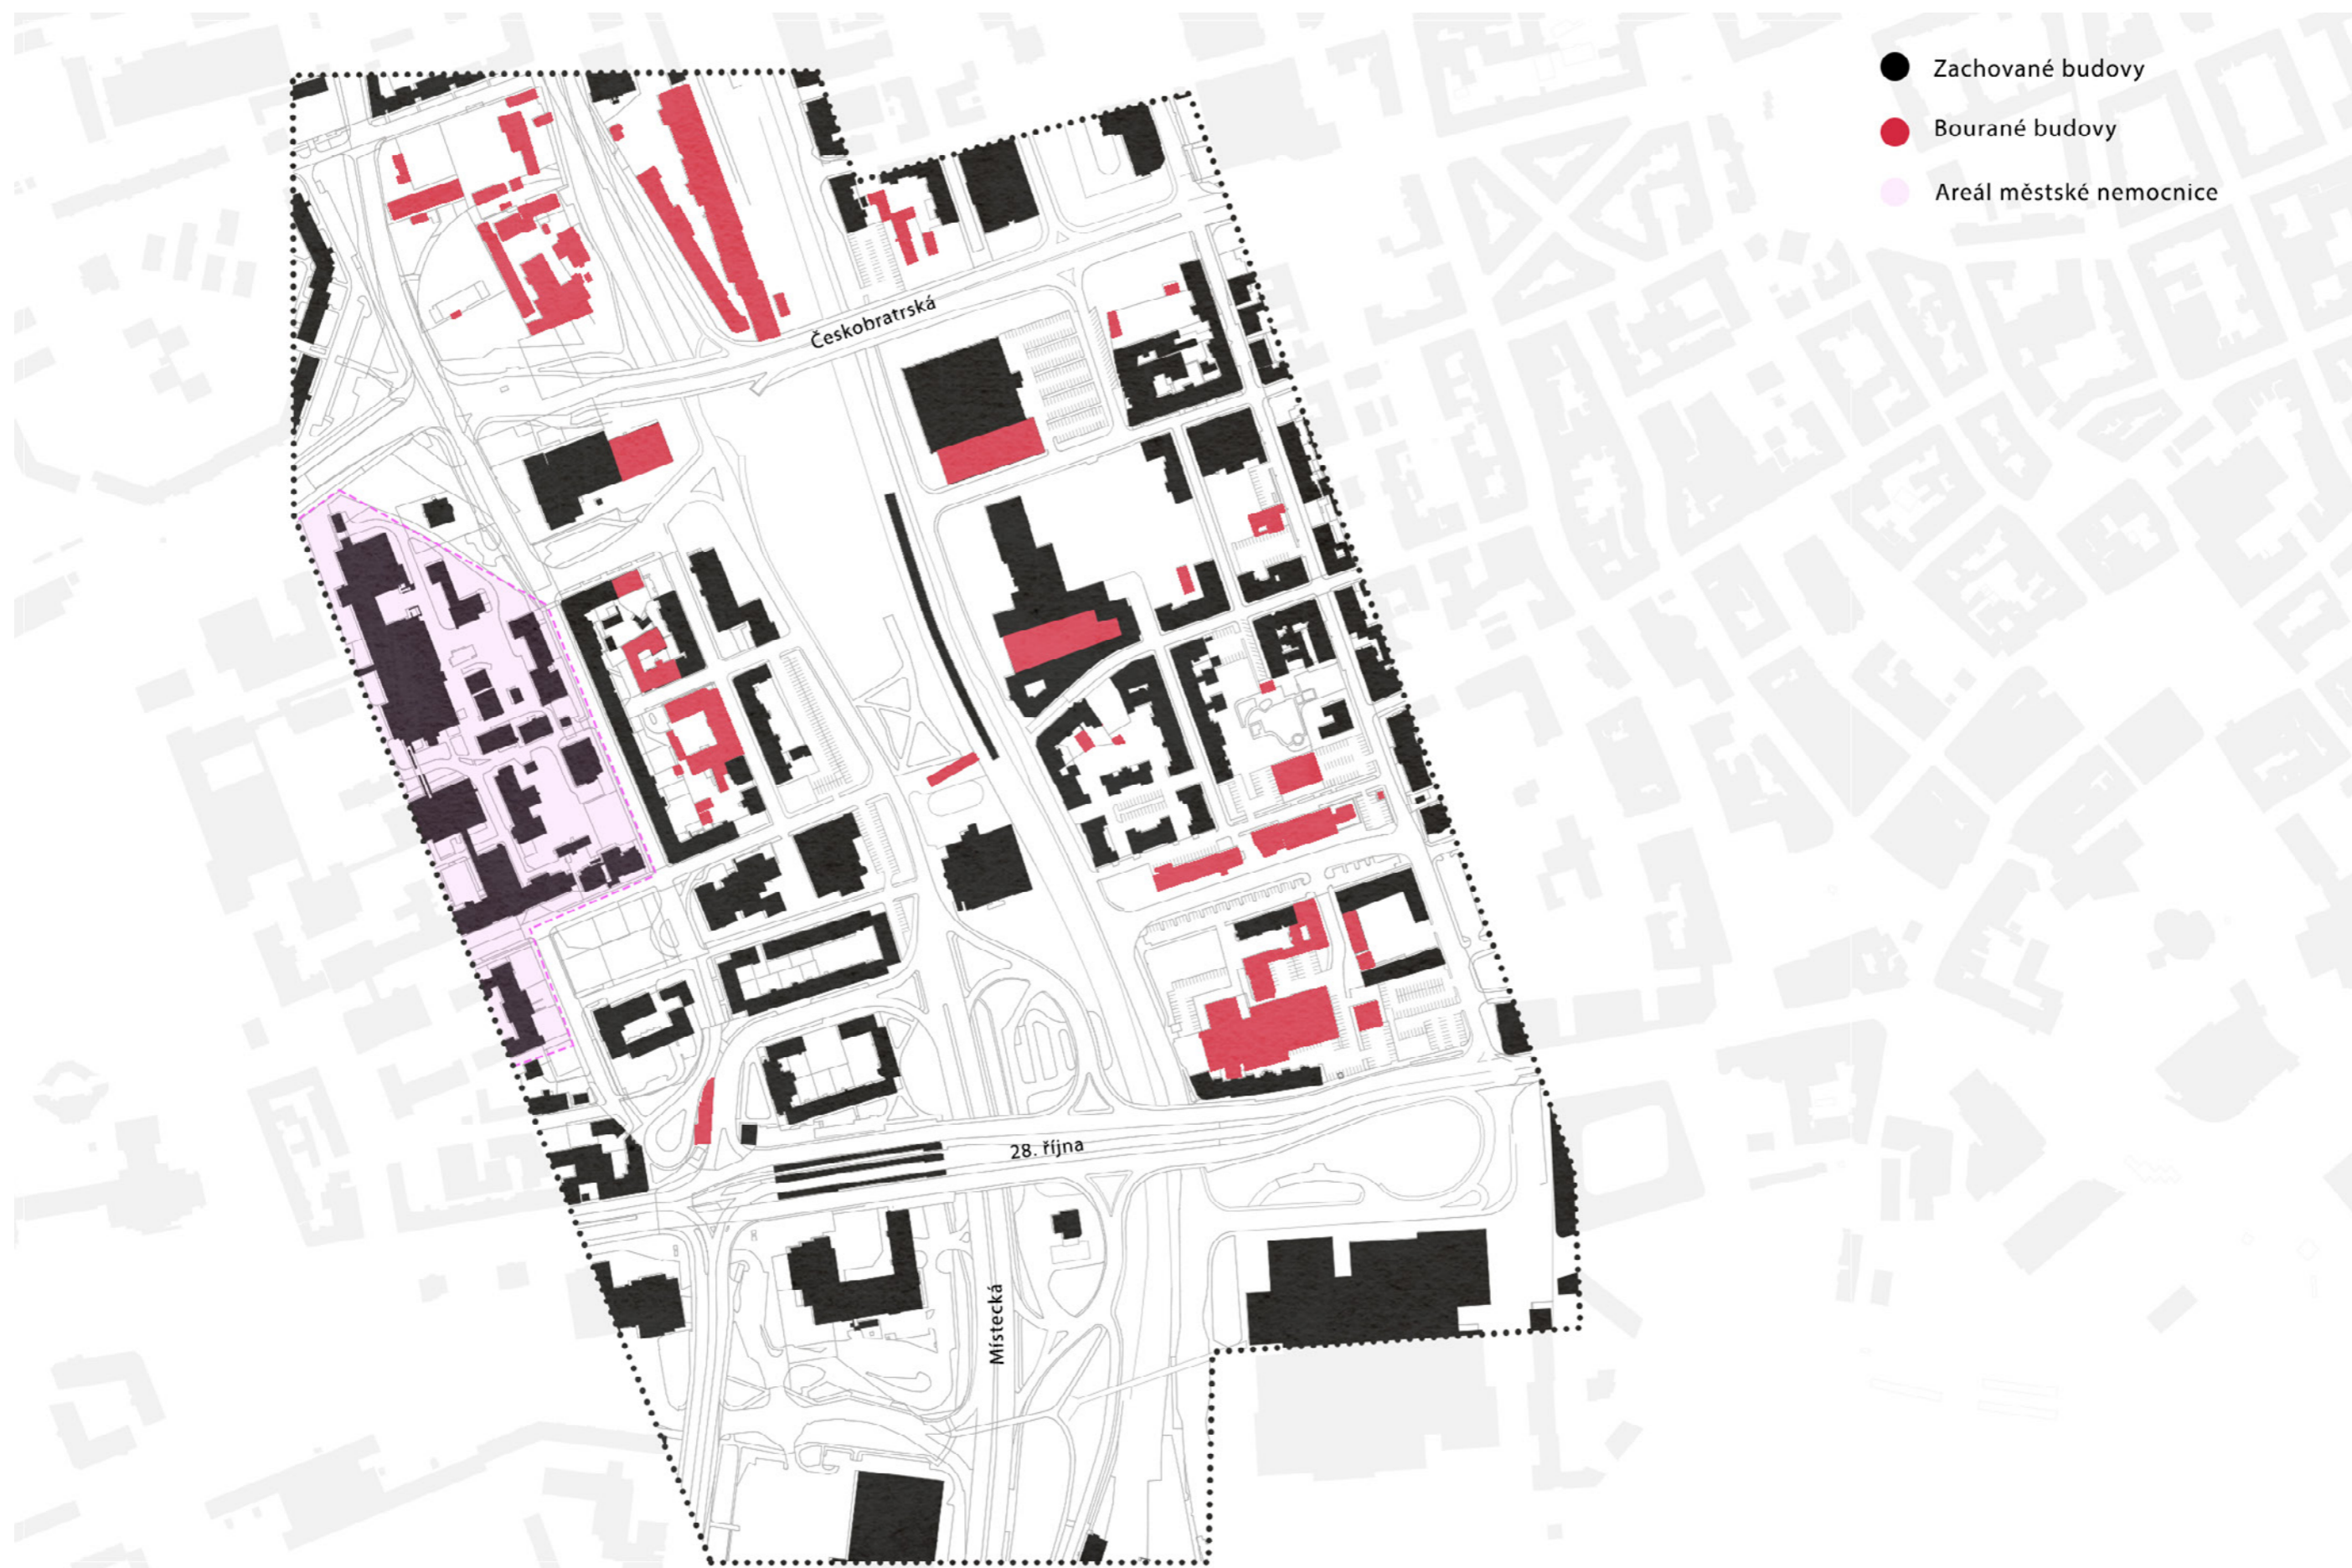 Zachované budovy
Bourané budovy
Areál městské nemocnice
Českobratrská
28. října
Místecká